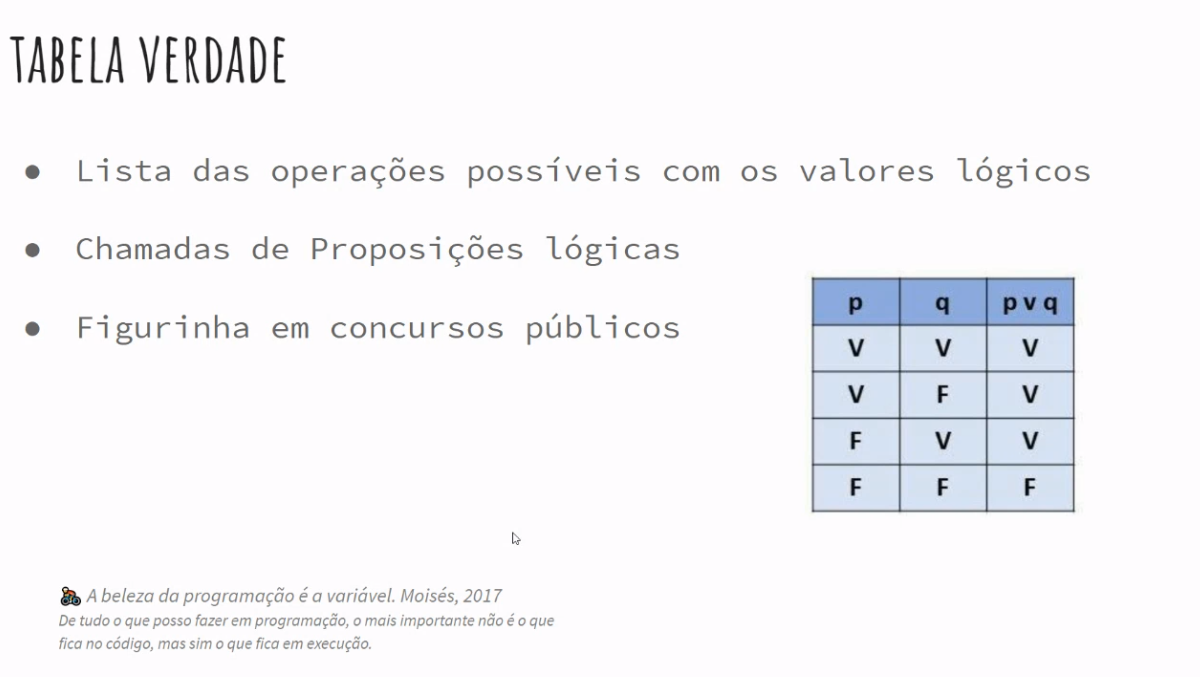 TABELA VERDADE
● Lista das operações possíveis com os valores lógicos
● Chamadas de Proposições lógicas
● Figurinha em concursos públicos
p q p v q
V V V
V F V
F V V
F F F
A beleza da programação é a variável. Moisés, 2017
De tudo o que posso fazer em programação, o mais importante não é o que
fica no código, mas sim o que fica em execução.